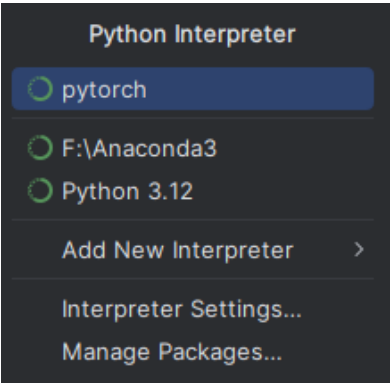 Python Interpreter
pytorch
F:\Anaconda3
Python 3.12
Add New Interpreter
Interpreter Settings...
Manage Packages...